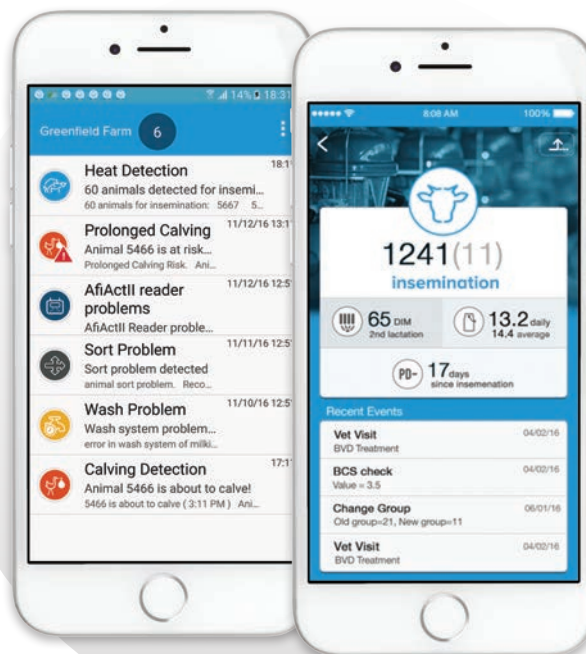 14% 18:31
Greenfield Farm 6
Heat Detection
60 animals detected for insemi...
60 animals for insemination: 5667 5...
Prolonged Calving 11/12/16 13:1
Animal 5466 is at risk...
Prolonged Calving Risk. Ani...
AfiActII reader 11/12/16 12:5
problems
AfiActII Reader proble...
Sort Problem 11/11/16 12:5
Sort problem detected
animal sort problem. Reco...
Wash Problem 11/10/16 12:5
Wash system problem...
error in wash system of milki...
Calving Detection 17:1
Animal 5466 is about to calve!
5466 is about to calve ( 3:11 PM ) Ani...
8:08 AM 100%
1241(11)
insemination
65 DIM
2nd lactation
13.2 daily
14.4 average
PD- 17 days
since insemenation
Recent Events
Vet Visit 04/02/16
BVD Treatment
BCS check 04/02/16
Value = 3.5
Change Group 06/01/16
Old group=21, New group=11
Vet Visit 04/02/16
BVD Treatment